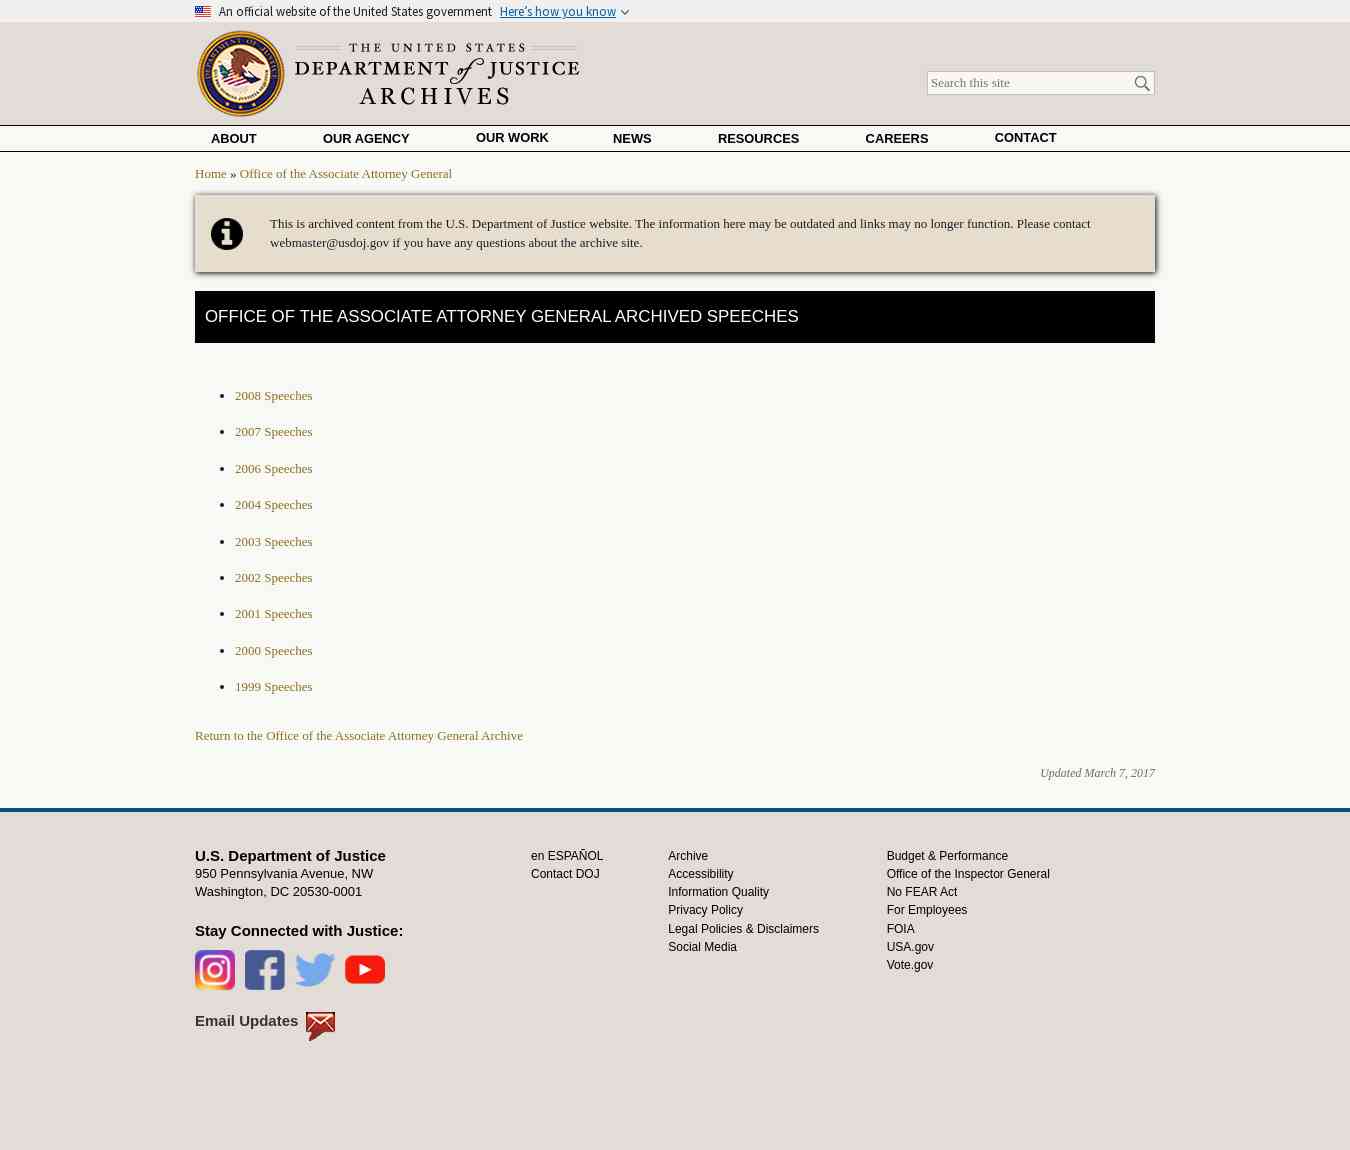 An official website of the United States government Here's how you know
THE UNITED STATES
DEPARTMENT of JUSTICE
ARCHIVES
Search this site
ABOUT OUR AGENCY OUR WORK NEWS RESOURCES CAREERS CONTACT
Home » Office of the Associate Attorney General
This is archived content from the U.S. Department of Justice website. The information here may be outdated and links may no longer function. Please contact
webmaster@usdoj.gov if you have any questions about the archive site.
OFFICE OF THE ASSOCIATE ATTORNEY GENERAL ARCHIVED SPEECHES
2008 Speeches
2007 Speeches
2006 Speeches
2004 Speeches
2003 Speeches
2002 Speeches
2001 Speeches
2000 Speeches
1999 Speeches
Return to the Office of the Associate Attorney General Archive
Updated March 7, 2017
U.S. Department of Justice
950 Pennsylvania Avenue, NW
Washington, DC 20530-0001
Stay Connected with Justice:
Email Updates
en ESPAÑOL
Contact DOJ
Archive
Accessibility
Information Quality
Privacy Policy
Legal Policies & Disclaimers
Social Media
Budget & Performance
Office of the Inspector General
No FEAR Act
For Employees
FOIA
USA.gov
Vote.gov